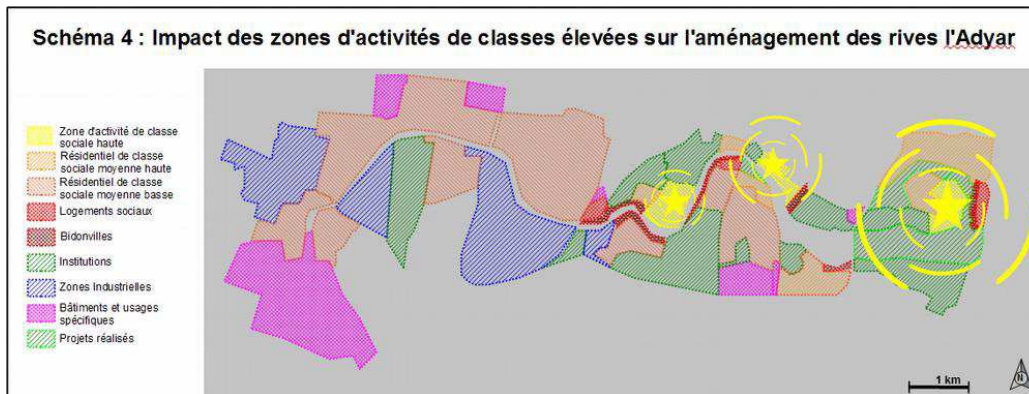 Schéma 4 : Impact des zones d'activités de classes élevées sur l'aménagement des rives l'Adyar
Zone d'activité de classe
sociale haute
Résidentiel de classe
sociale moyenne haute
Résidentiel de classe
sociale moyenne basse
Logements sociaux
Bidonvilles
Institutions
Zones Industrielles
Bâtiments et usages
spécifiques
Projets réalisés
1 km
N